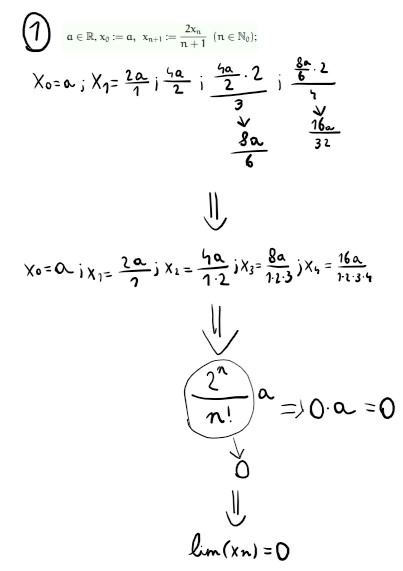 1 a ∈ ℝ, x₀ := a, xₙ₊₁ := 2xₙ/(n+1) (n ∈ ℕ₀);
x₀=a ; x₁= 2a/1 ; 4a/2 ; (4a/2 · 2)/3 ; (8a/6 · 2)/4
↓ 8a/6 ↓ 16a/32
⇓
x₀=a ; x₁= 2a/1 ; x₂= 4a/(1·2) ; x₃= 8a/(1·2·3) ; x₄= 16a/(1·2·3·4)
⇓
2ⁿ/n! a ⇒ 0·a=0
↓
0
⇓
lim(xn)=0